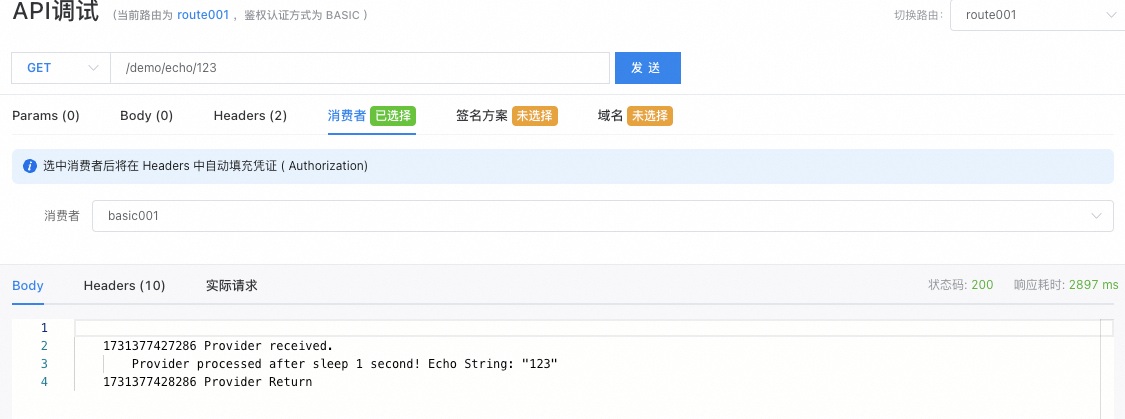 API调试 (当前路由为 route001 ，鉴权认证方式为 BASIC ) 切换路由: route001
GET /demo/echo/123 发 送
Params (0) Body (0) Headers (2) 消费者 已选择 签名方案 未选择 域名 未选择
选中消费者后将在 Headers 中自动填充凭证 ( Authorization)
消费者 basic001
Body Headers (10) 实际请求 状态码: 200 响应耗时: 2897 ms
1
2 1731377427286 Provider received.
3 Provider processed after sleep 1 second! Echo String: "123"
4 1731377428286 Provider Return